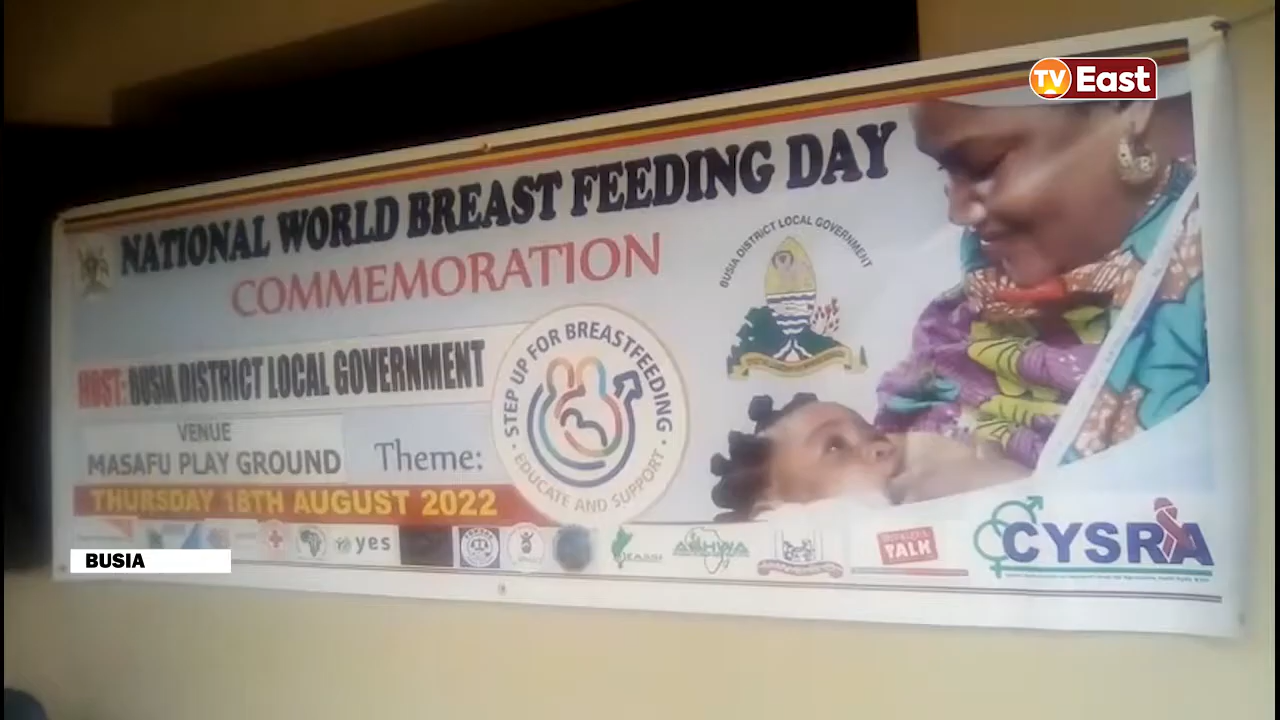 TV East
NATIONAL WORLD BREAST FEEDING DAY
COMMEMORATION
BUSIA DISTRICT LOCAL GOVERNMENT
HOST: BUSIA DISTRICT LOCAL GOVERNMENT
STEP UP FOR BREASTFEEDING
EDUCATE AND SUPPORT
VENUE
MASAFU PLAY GROUND
Theme:
THURSDAY 18TH AUGUST 2022
yes
TALK
CYSRA
BUSIA